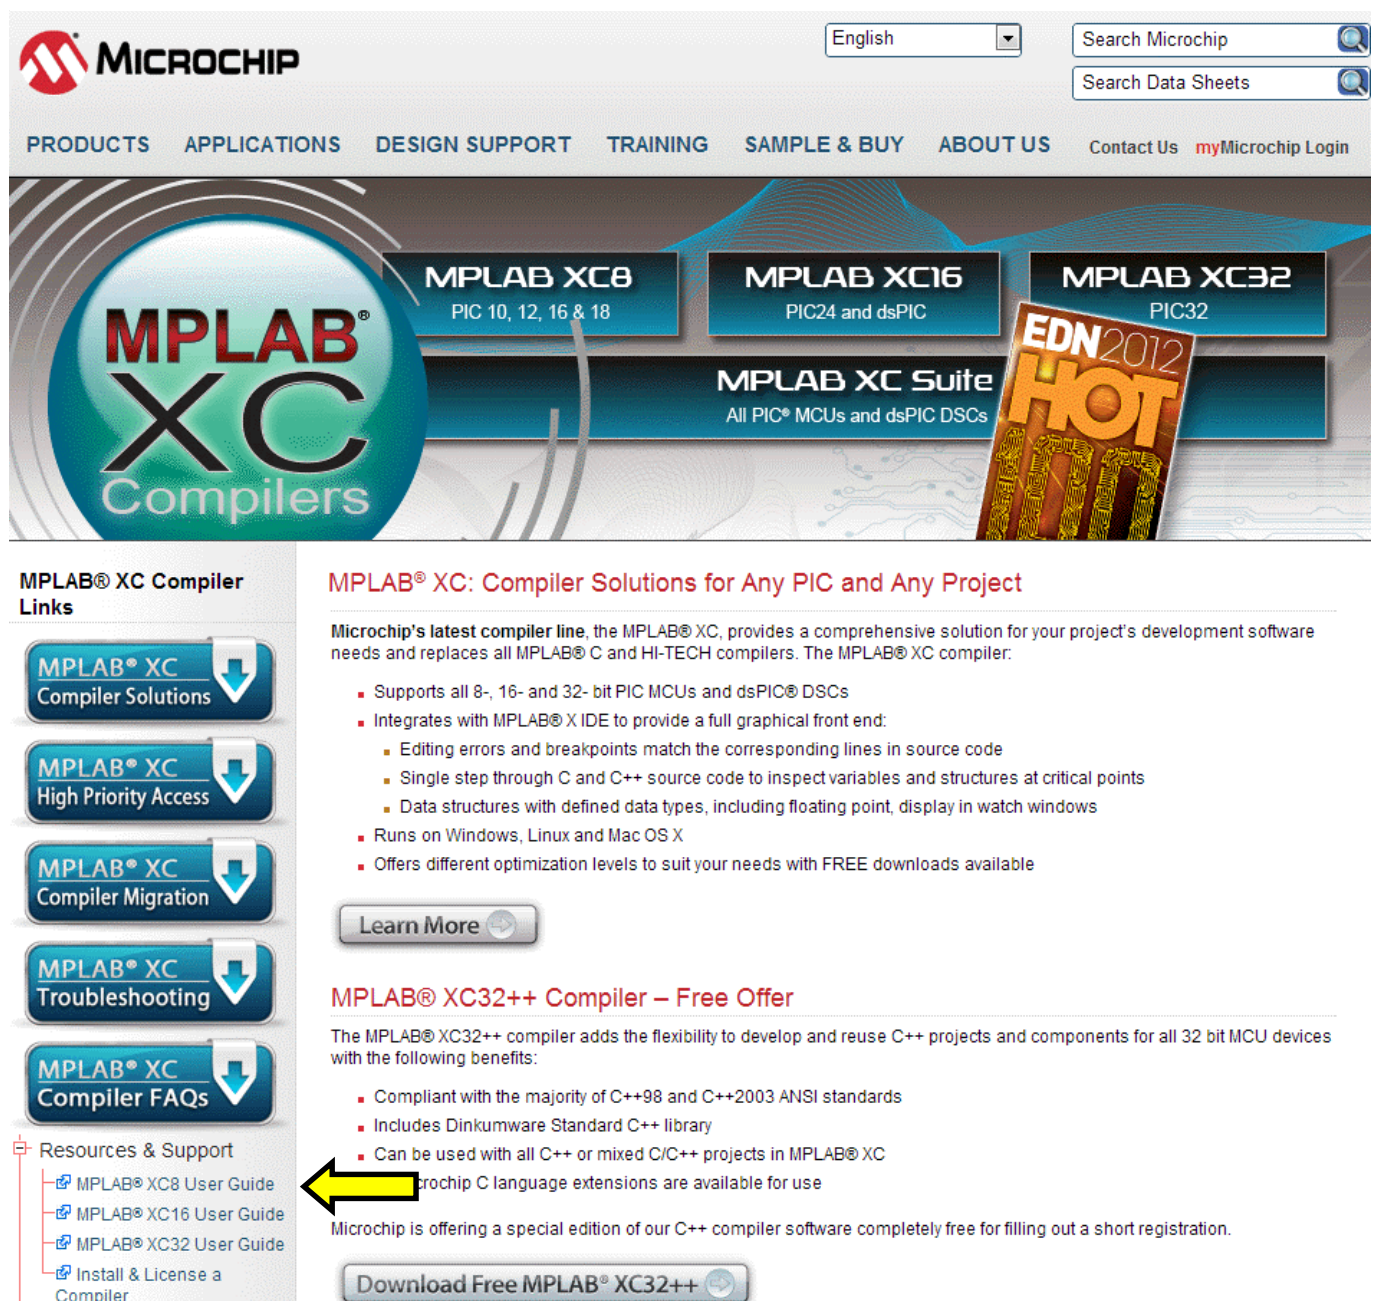 MICROCHIP
English
Search Microchip
Search Data Sheets
PRODUCTS APPLICATIONS DESIGN SUPPORT TRAINING SAMPLE & BUY ABOUT US Contact Us myMicrochip Login
MPLAB®
XC
Compilers
MPLAB XC8
PIC 10, 12, 16 & 18
MPLAB XC16
PIC24 and dsPIC
MPLAB XC32
PIC32
MPLAB XC Suite
All PIC® MCUs and dsPIC DSCs
EDN 2012
HOT
100
MPLAB® XC Compiler
Links
MPLAB® XC
Compiler Solutions
MPLAB® XC
High Priority Access
MPLAB® XC
Compiler Migration
MPLAB® XC
Troubleshooting
MPLAB® XC
Compiler FAQs
Resources & Support
MPLAB® XC8 User Guide
MPLAB® XC16 User Guide
MPLAB® XC32 User Guide
Install & License a
Compiler
MPLAB® XC: Compiler Solutions for Any PIC and Any Project
Microchip's latest compiler line, the MPLAB® XC, provides a comprehensive solution for your project's development software
needs and replaces all MPLAB® C and HI-TECH compilers. The MPLAB® XC compiler:
Supports all 8-, 16- and 32- bit PIC MCUs and dsPIC® DSCs
Integrates with MPLAB® X IDE to provide a full graphical front end:
Editing errors and breakpoints match the corresponding lines in source code
Single step through C and C++ source code to inspect variables and structures at critical points
Data structures with defined data types, including floating point, display in watch windows
Runs on Windows, Linux and Mac OS X
Offers different optimization levels to suit your needs with FREE downloads available
Learn More
MPLAB® XC32++ Compiler – Free Offer
The MPLAB® XC32++ compiler adds the flexibility to develop and reuse C++ projects and components for all 32 bit MCU devices
with the following benefits:
Compliant with the majority of C++98 and C++2003 ANSI standards
Includes Dinkumware Standard C++ library
Can be used with all C++ or mixed C/C++ projects in MPLAB® XC
rochip C language extensions are available for use
Microchip is offering a special edition of our C++ compiler software completely free for filling out a short registration.
Download Free MPLAB® XC32++